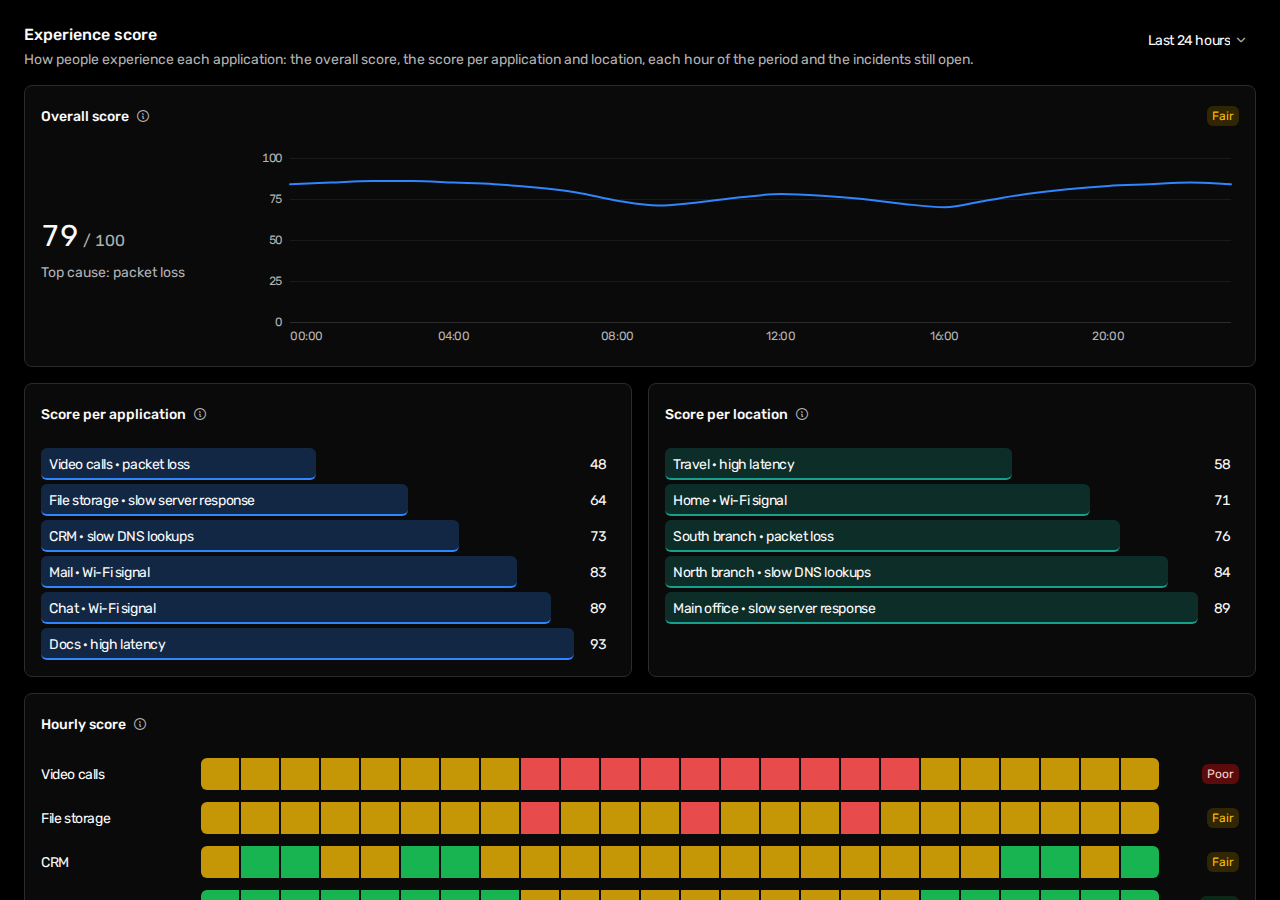 Experience score
Last 24 hours
How people experience each application: the overall score, the score per application and location, each hour of the period and the incidents still open.
Overall score
Fair
100
75
50
25
0
79 / 100
Top cause: packet loss
00:00 04:00 08:00 12:00 16:00 20:00
Score per application
Video calls • packet loss 48
File storage • slow server response 64
CRM • slow DNS lookups 73
Mail • Wi-Fi signal 83
Chat • Wi-Fi signal 89
Docs • high latency 93
Score per location
Travel • high latency 58
Home • Wi-Fi signal 71
South branch • packet loss 76
North branch • slow DNS lookups 84
Main office • slow server response 89
Hourly score
Video calls Poor
File storage Fair
CRM Fair